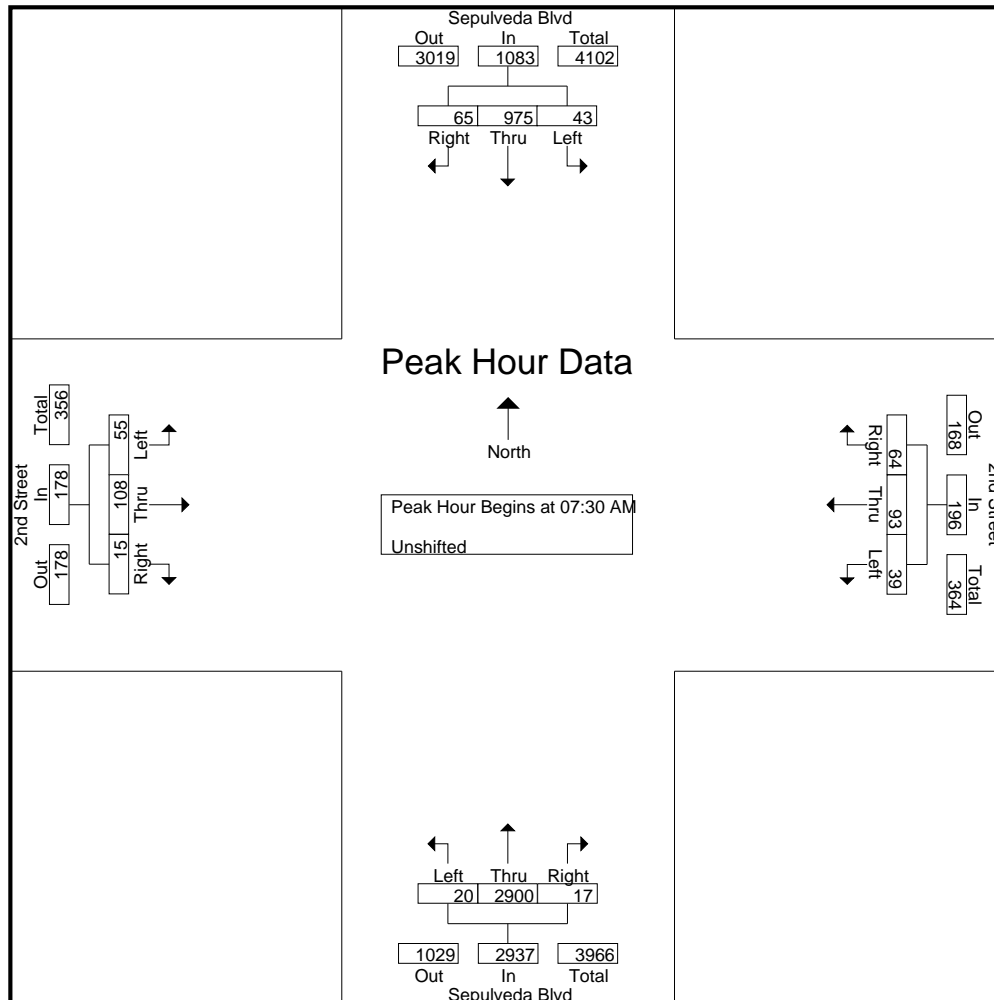 Sepulveda Blvd
Out In Total
3019 1083 4102
65 975 43
Right Thru Left
Peak Hour Data
North
Peak Hour Begins at 07:30 AM
Unshifted
2nd Street
Total In Out
356 178 178
55 108 15
Left Thru Right
2nd Street
Out In Total
168 196 364
64 93 39
Right Thru Left
Left Thru Right
20 2900 17
1029 2937 3966
Out In Total
Sepulveda Blvd